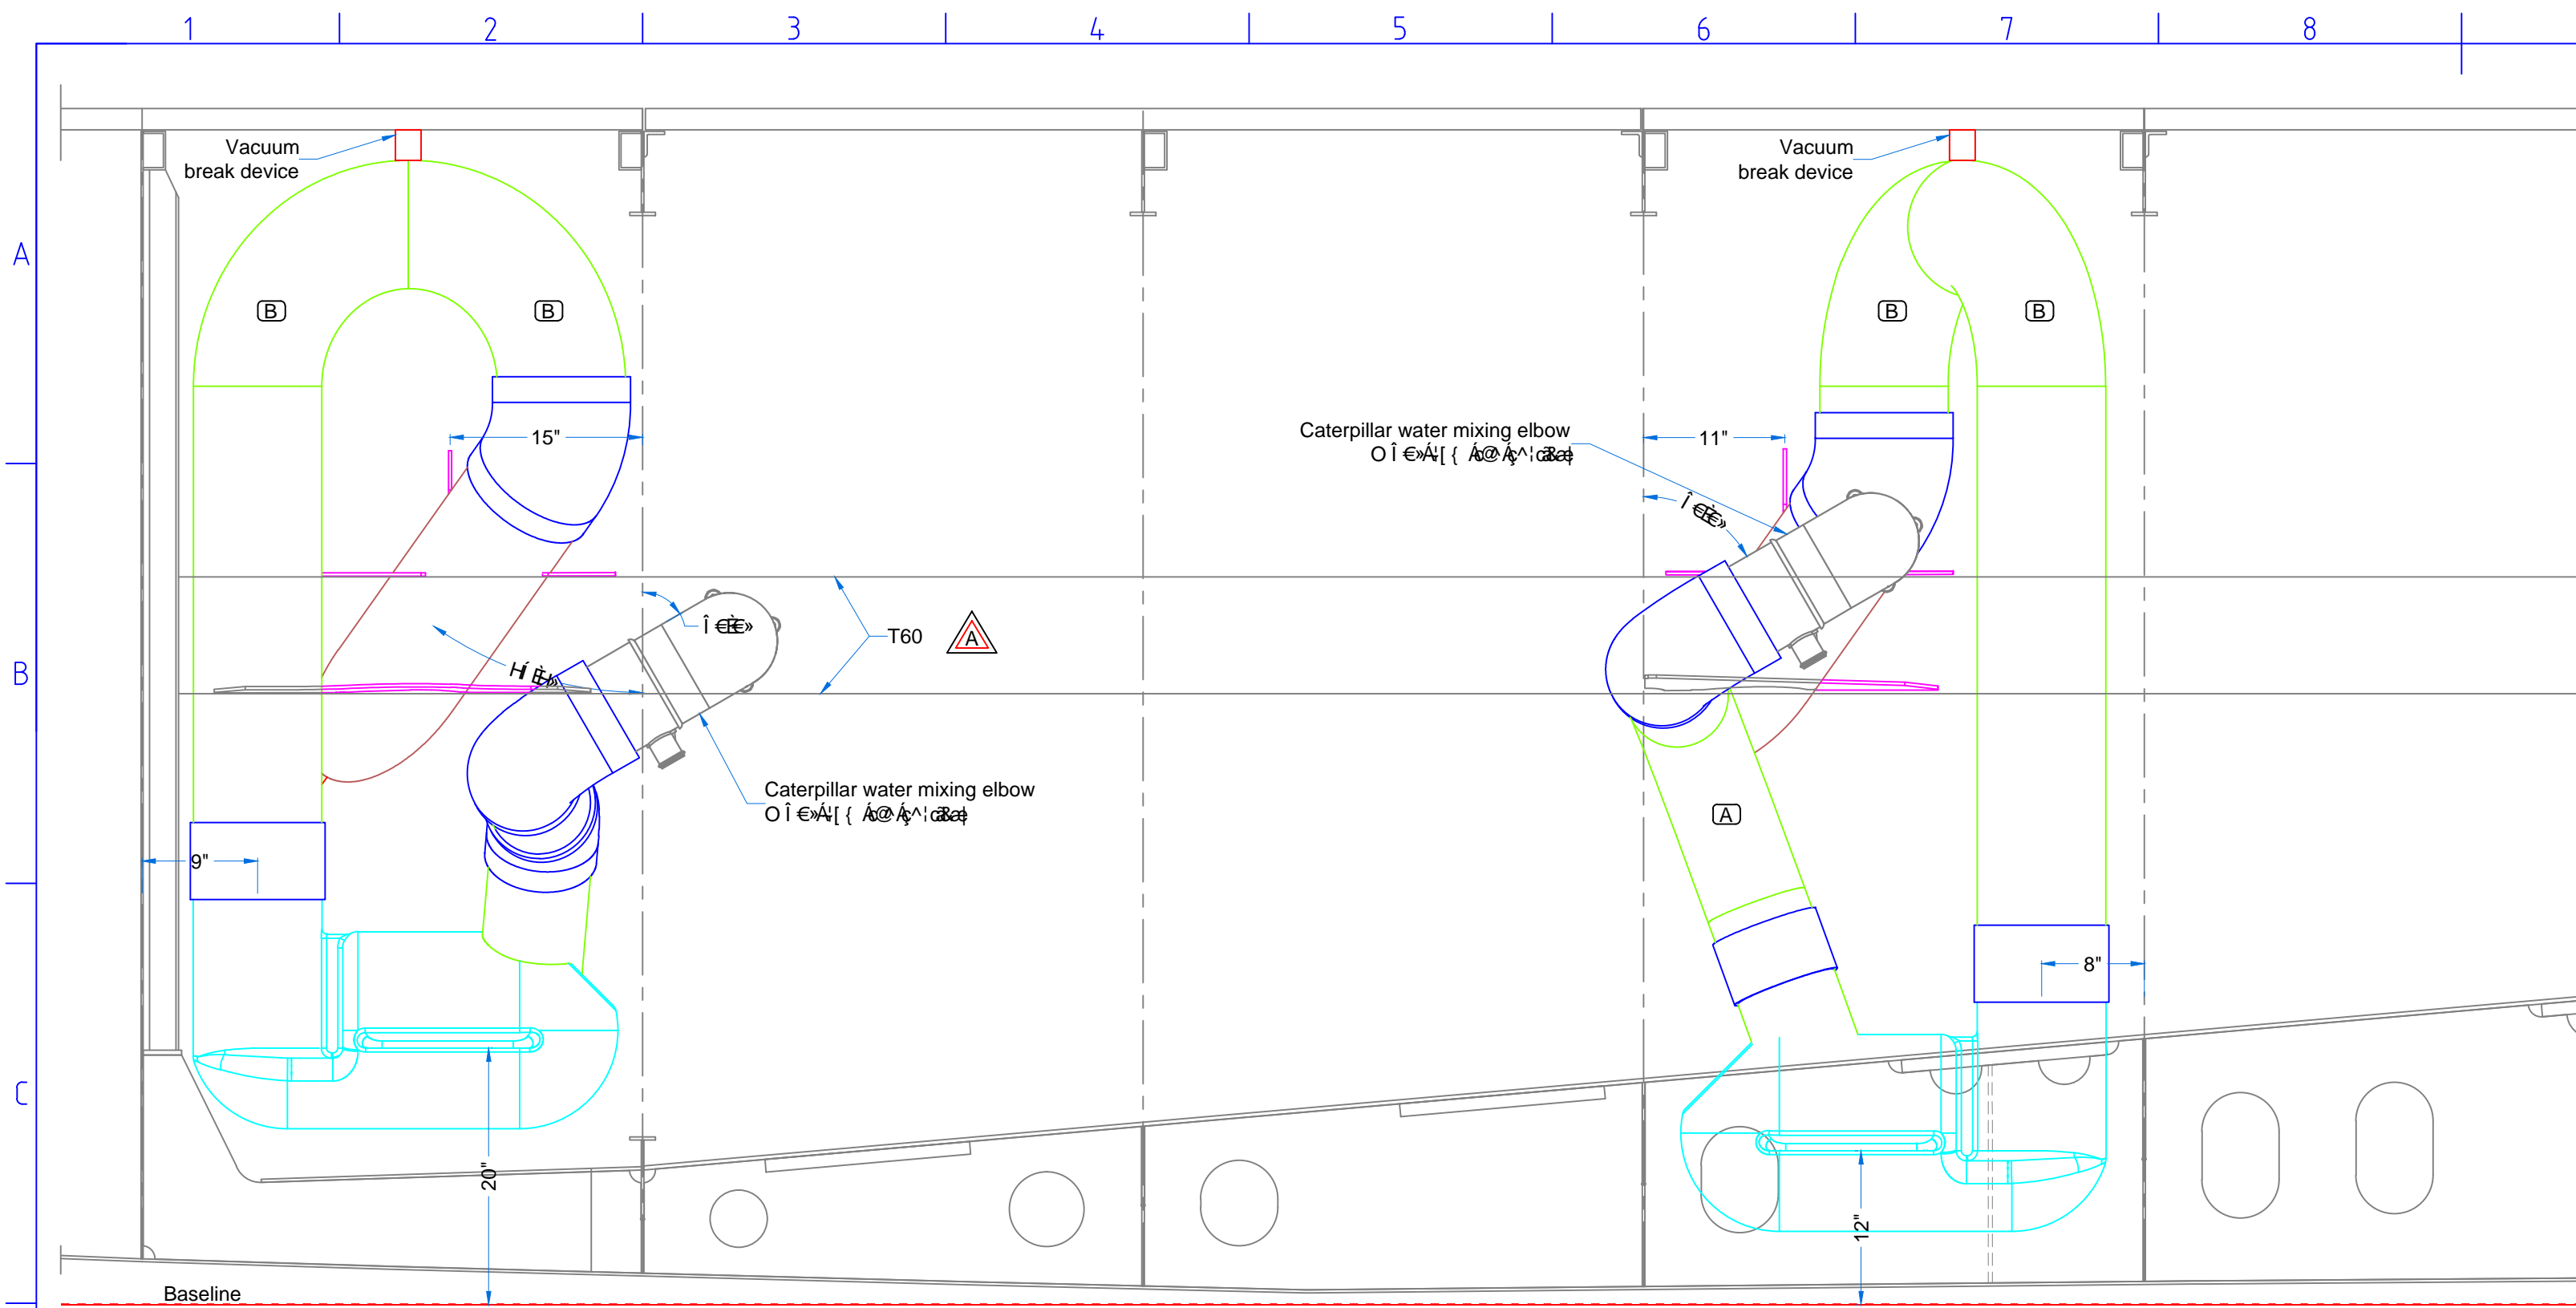 1 2 3 4 5 6 7 8
A
B
C
Vacuum
break device
Vacuum
break device
B
B
B
B
15"
Caterpillar water mixing elbow
11"
T60
A
Caterpillar water mixing elbow
A
9"
8"
20"
12"
Baseline